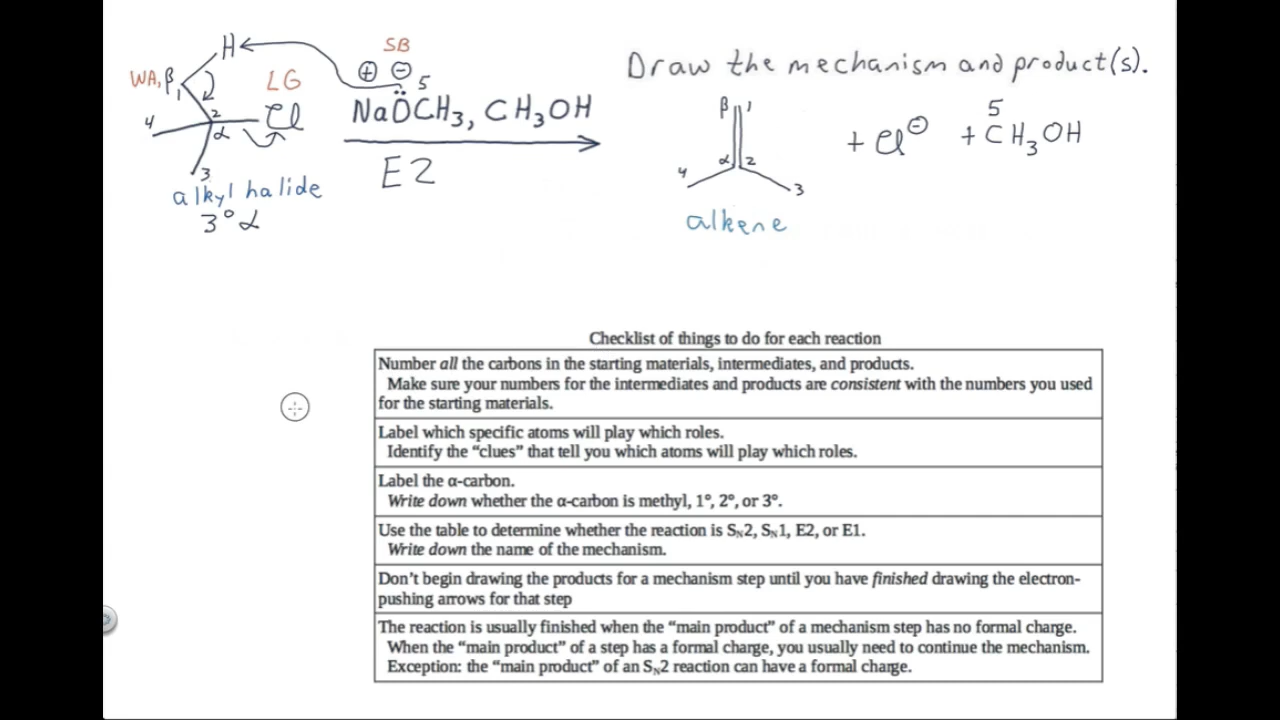 Draw the mechanism and product(s).
H
SB
⊕ ⊖
5
WA, β
1
LG
2
Cl
4
α
3
NaÖCH₃, CH₃OH
E2
alkyl halide
3° α
β 1
α 2
4
3
+ Cl⊖
5
+ CH₃OH
alkene
Checklist of things to do for each reaction
Number all the carbons in the starting materials, intermediates, and products.
Make sure your numbers for the intermediates and products are consistent with the numbers you used
for the starting materials.
Label which specific atoms will play which roles.
Identify the “clues” that tell you which atoms will play which roles.
Label the α-carbon.
Write down whether the α-carbon is methyl, 1°, 2°, or 3°.
Use the table to determine whether the reaction is SN2, SN1, E2, or E1.
Write down the name of the mechanism.
Don’t begin drawing the products for a mechanism step until you have finished drawing the electron-
pushing arrows for that step
The reaction is usually finished when the “main product” of a mechanism step has no formal charge.
When the “main product” of a step has a formal charge, you usually need to continue the mechanism.
Exception: the “main product” of an SN2 reaction can have a formal charge.